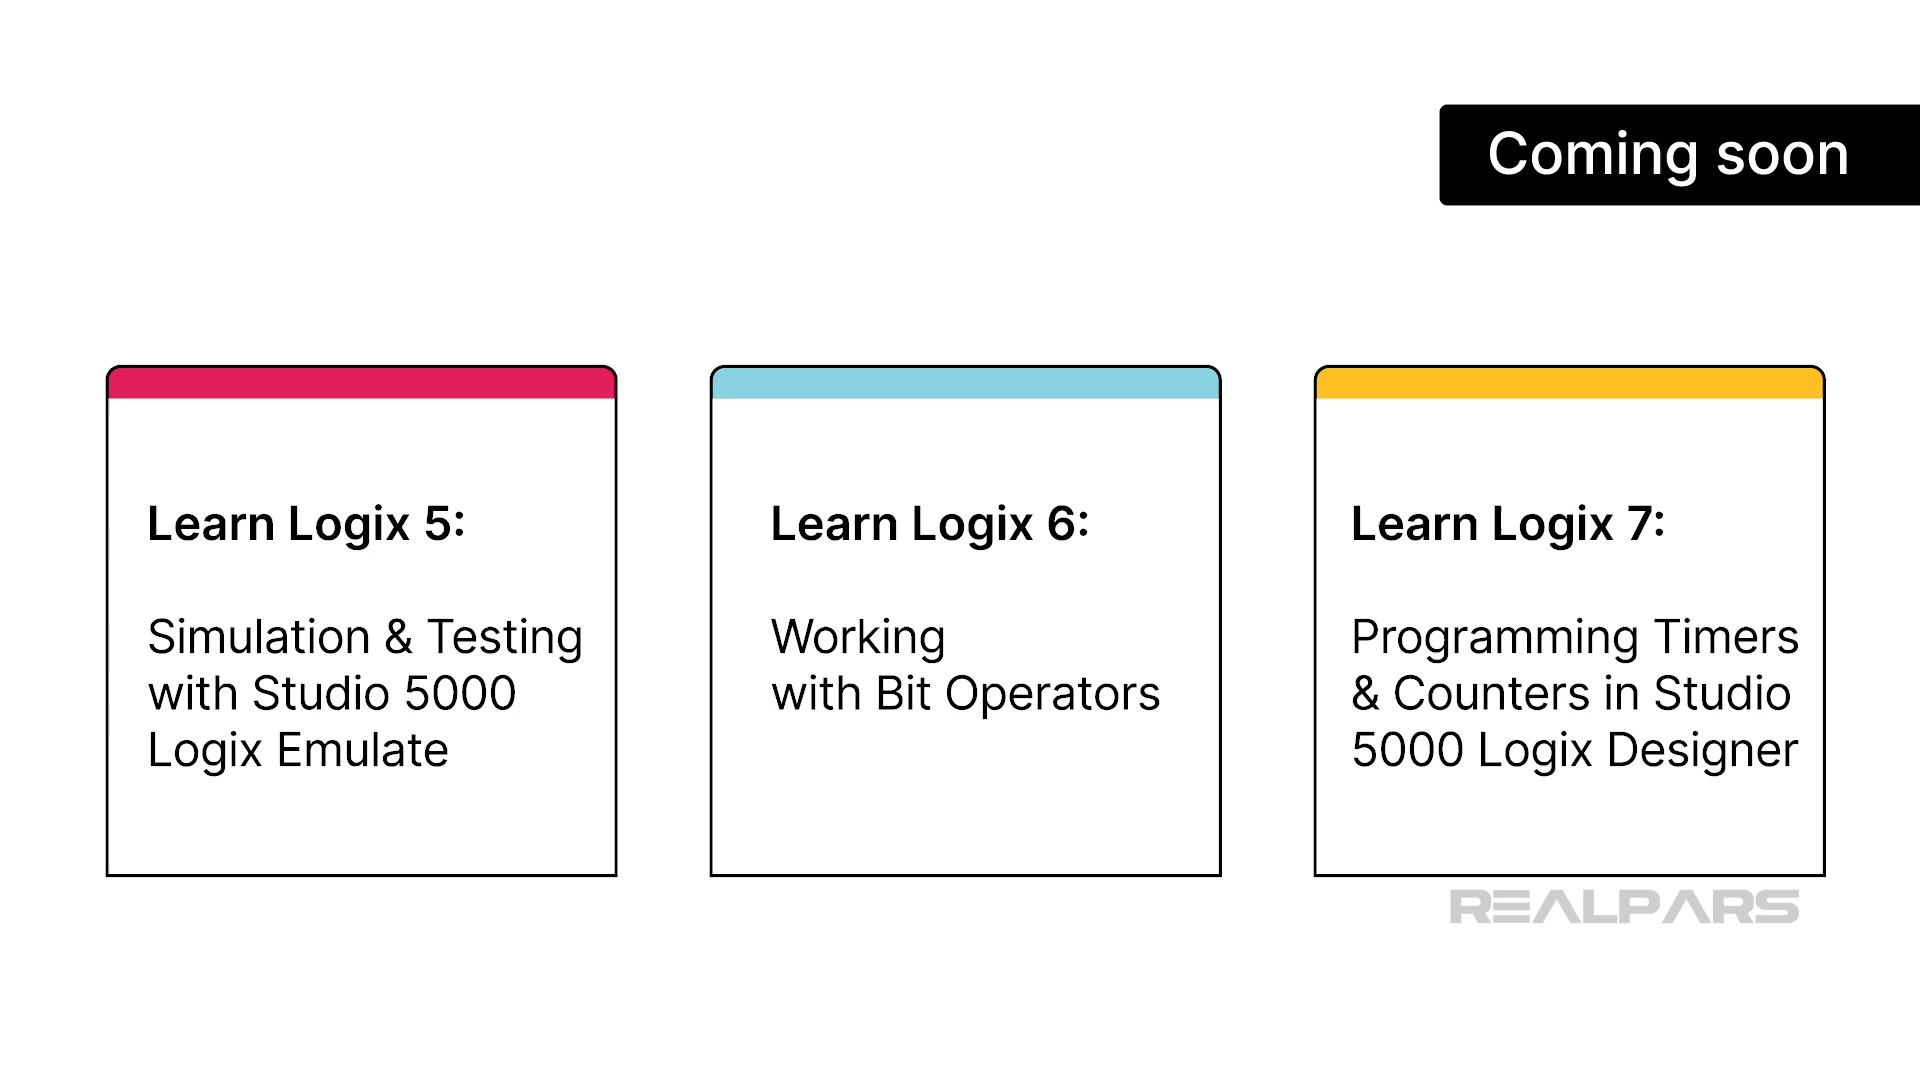 Coming soon
Learn Logix 5:
Simulation & Testing
with Studio 5000
Logix Emulate
Learn Logix 6:
Working
with Bit Operators
Learn Logix 7:
Programming Timers
& Counters in Studio
5000 Logix Designer
REALPARS